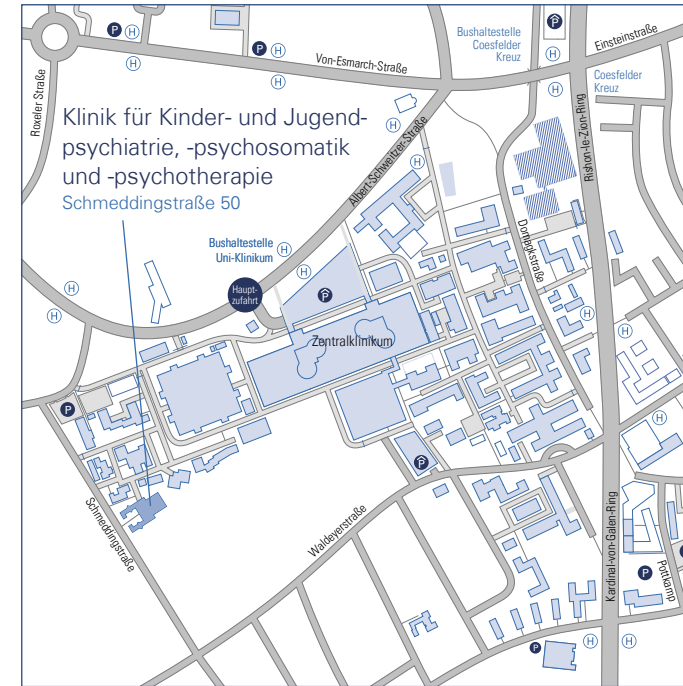 P
H
H
P
H
H
Von-Esmarch-Straße
Bushaltestelle
Coesfelder
Kreuz
P
H
H
Einsteinstraße
Coesfelder
Kreuz
Roxeler Straße
Klinik für Kinder- und Jugend-
psychiatrie, -psychosomatik
und -psychotherapie
Schmeddingstraße 50
H
H
Albert-Schweitzer-Straße
Rishon-le-Zion-Ring
Domagkstraße
Bushaltestelle
Uni-Klinikum
H
H
Haupt-
zufahrt
P
H
H
Zentralklinikum
H
H
P
H
H
P
Schmeddingstraße
Waldeyerstraße
Kardinal-von-Galen-Ring
P
Pottkamp
P
H
H